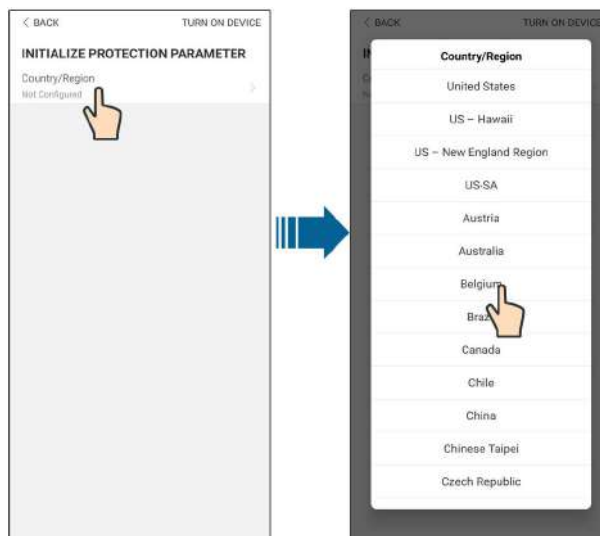 < BACK TURN ON DEVICE
INITIALIZE PROTECTION PARAMETER
Country/Region
Not Configured
< BACK TURN ON DEVICE
Country/Region
United States
US – Hawaii
US – New England Region
US-SA
Austria
Australia
Belgium
Canada
Chile
China
Chinese Taipei
Czech Republic